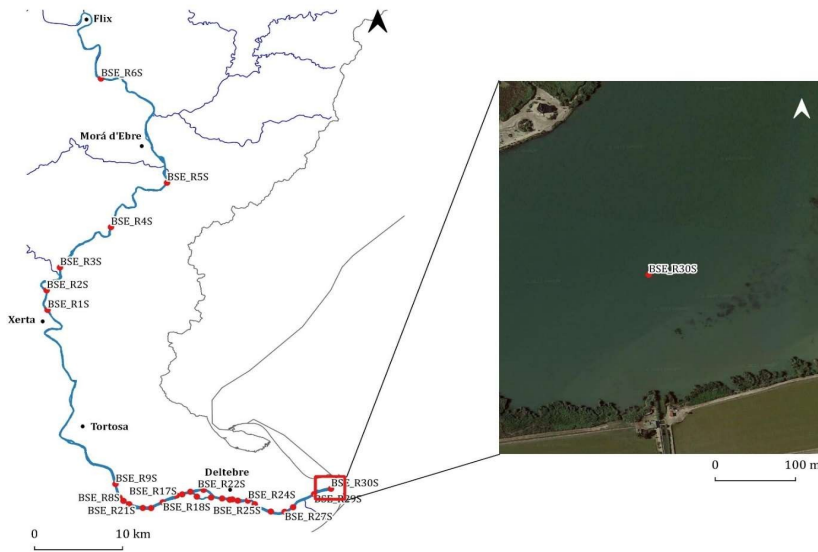 Flix
BSE_R6S
Morá d'Ebre
BSE_R5S
BSE_R4S
BSE_R3S
BSE_R2S
BSE_R1S
Xerta
Tortosa
BSE_R9S
Deltebre
BSE_R22S
BSE_R30S
BSE_R17S
BSE_R8S
BSE_R24S
BSE_R29S
BSE_R18S
BSE_R21S
BSE_R25S
BSE_R27S
0 10 km
BSE_R30S
0 100 m